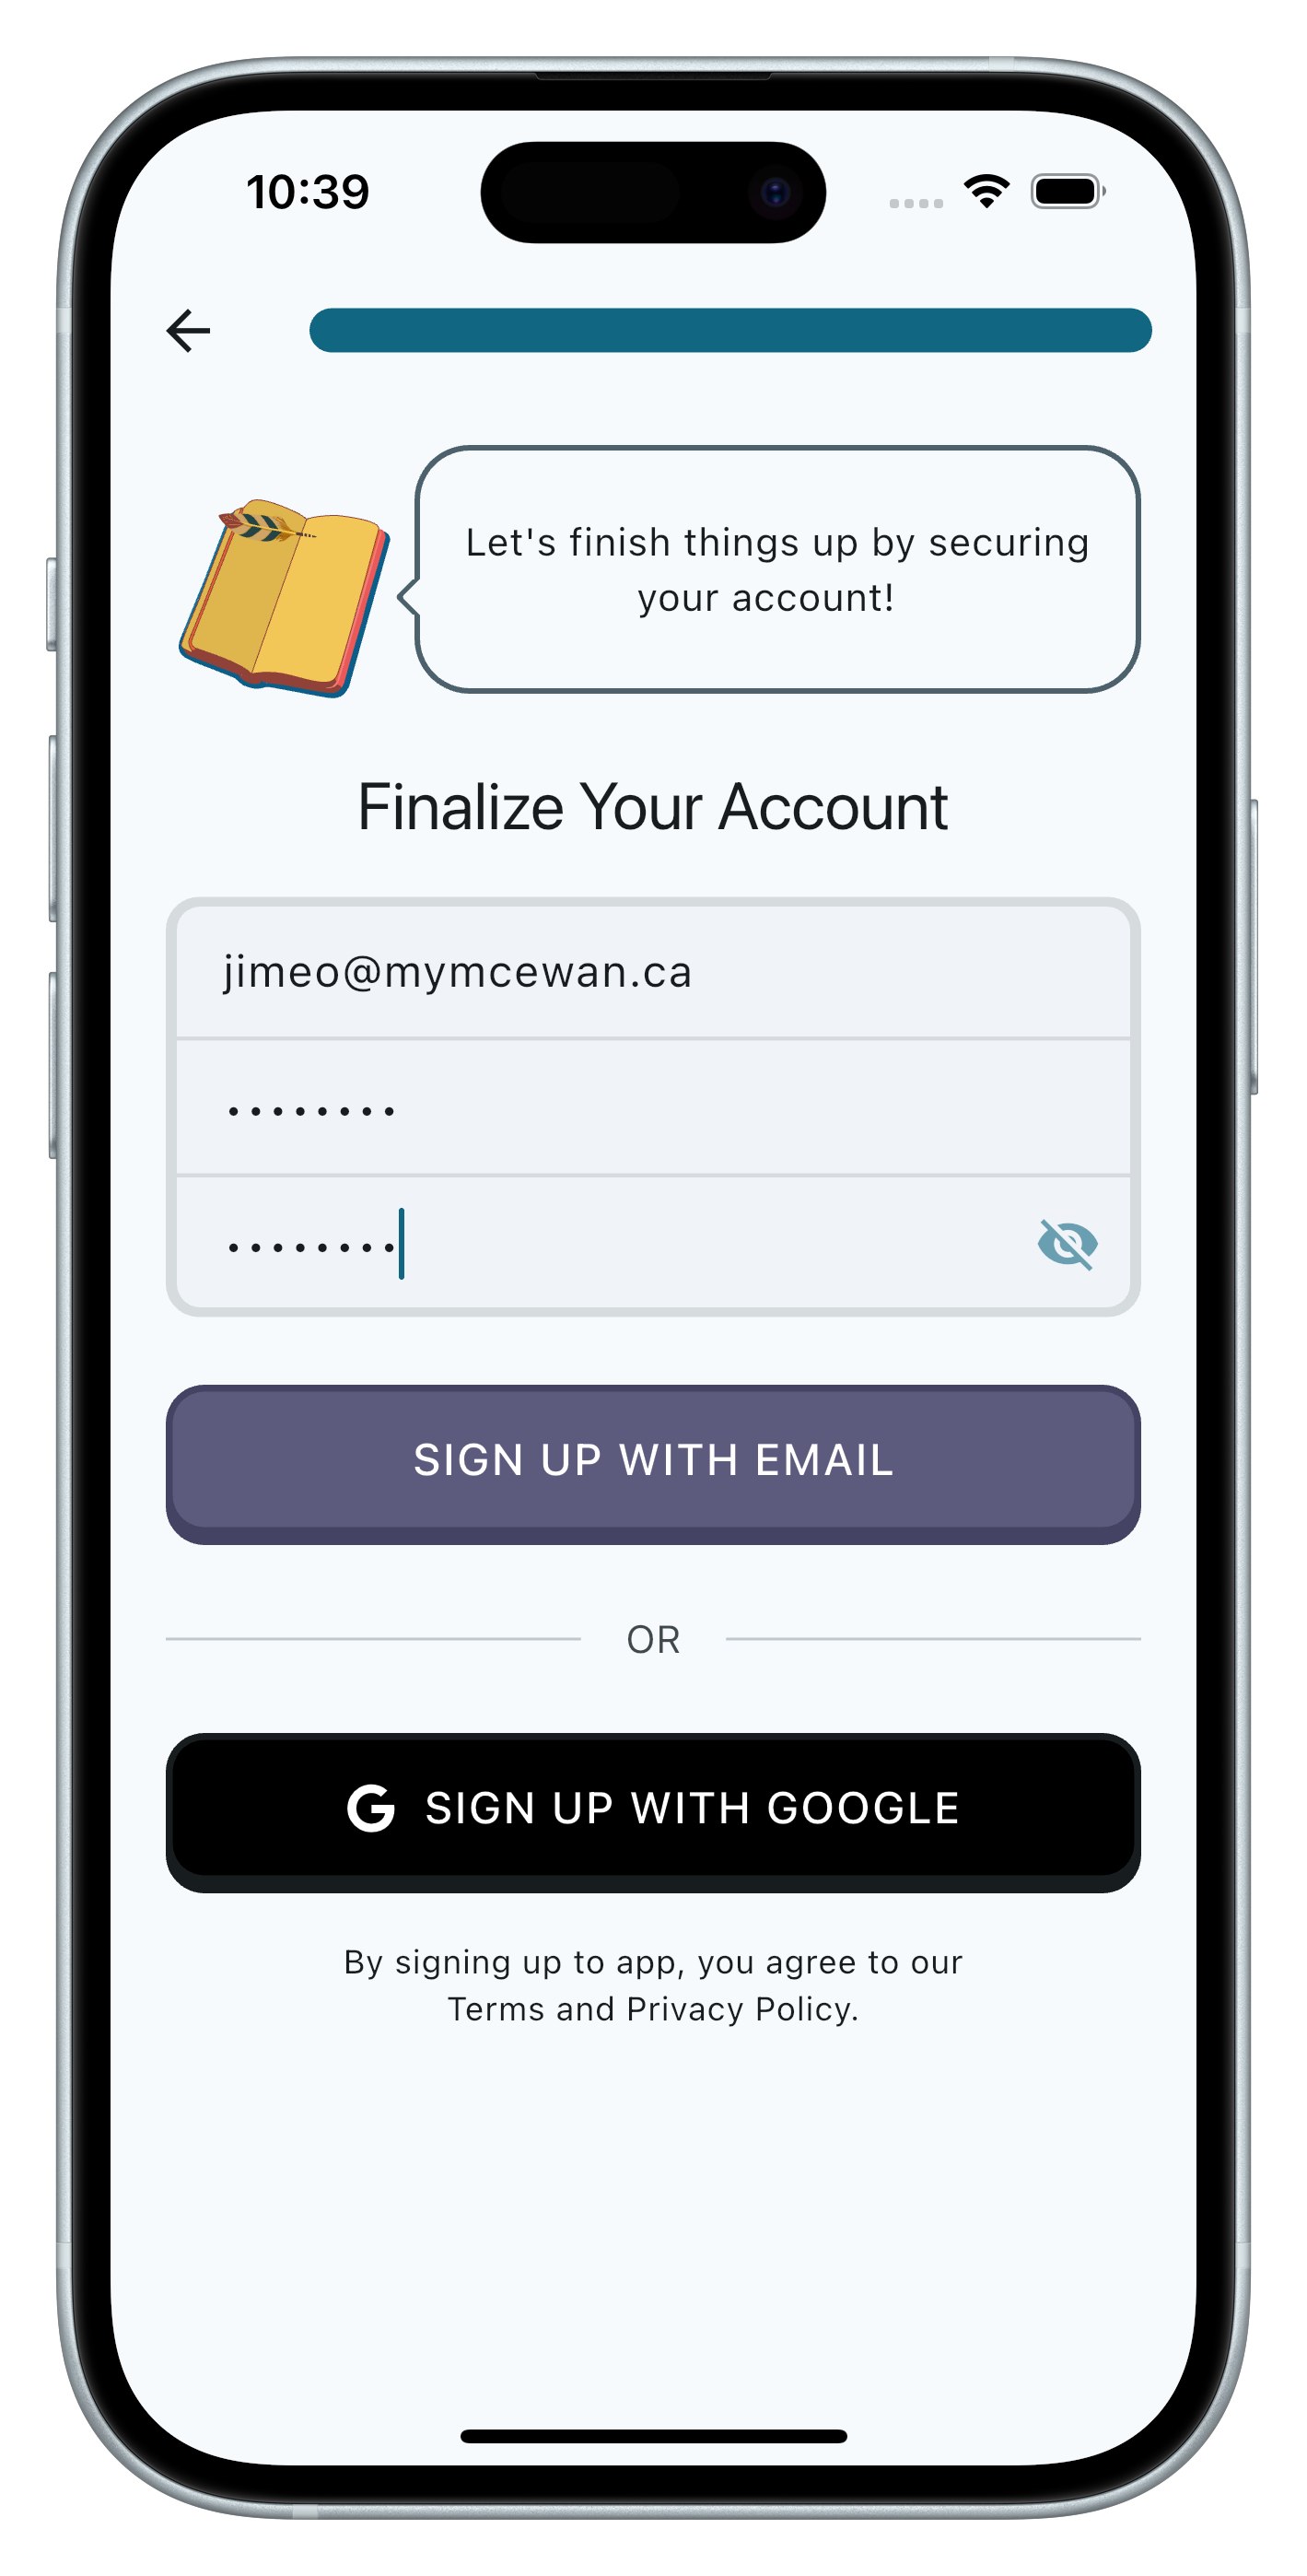 10:39
Let's finish things up by securing
your account!
Finalize Your Account
jimeo@mymcewan.ca
••••••••
••••••••
SIGN UP WITH EMAIL
OR
G SIGN UP WITH GOOGLE
By signing up to app, you agree to our
Terms and Privacy Policy.